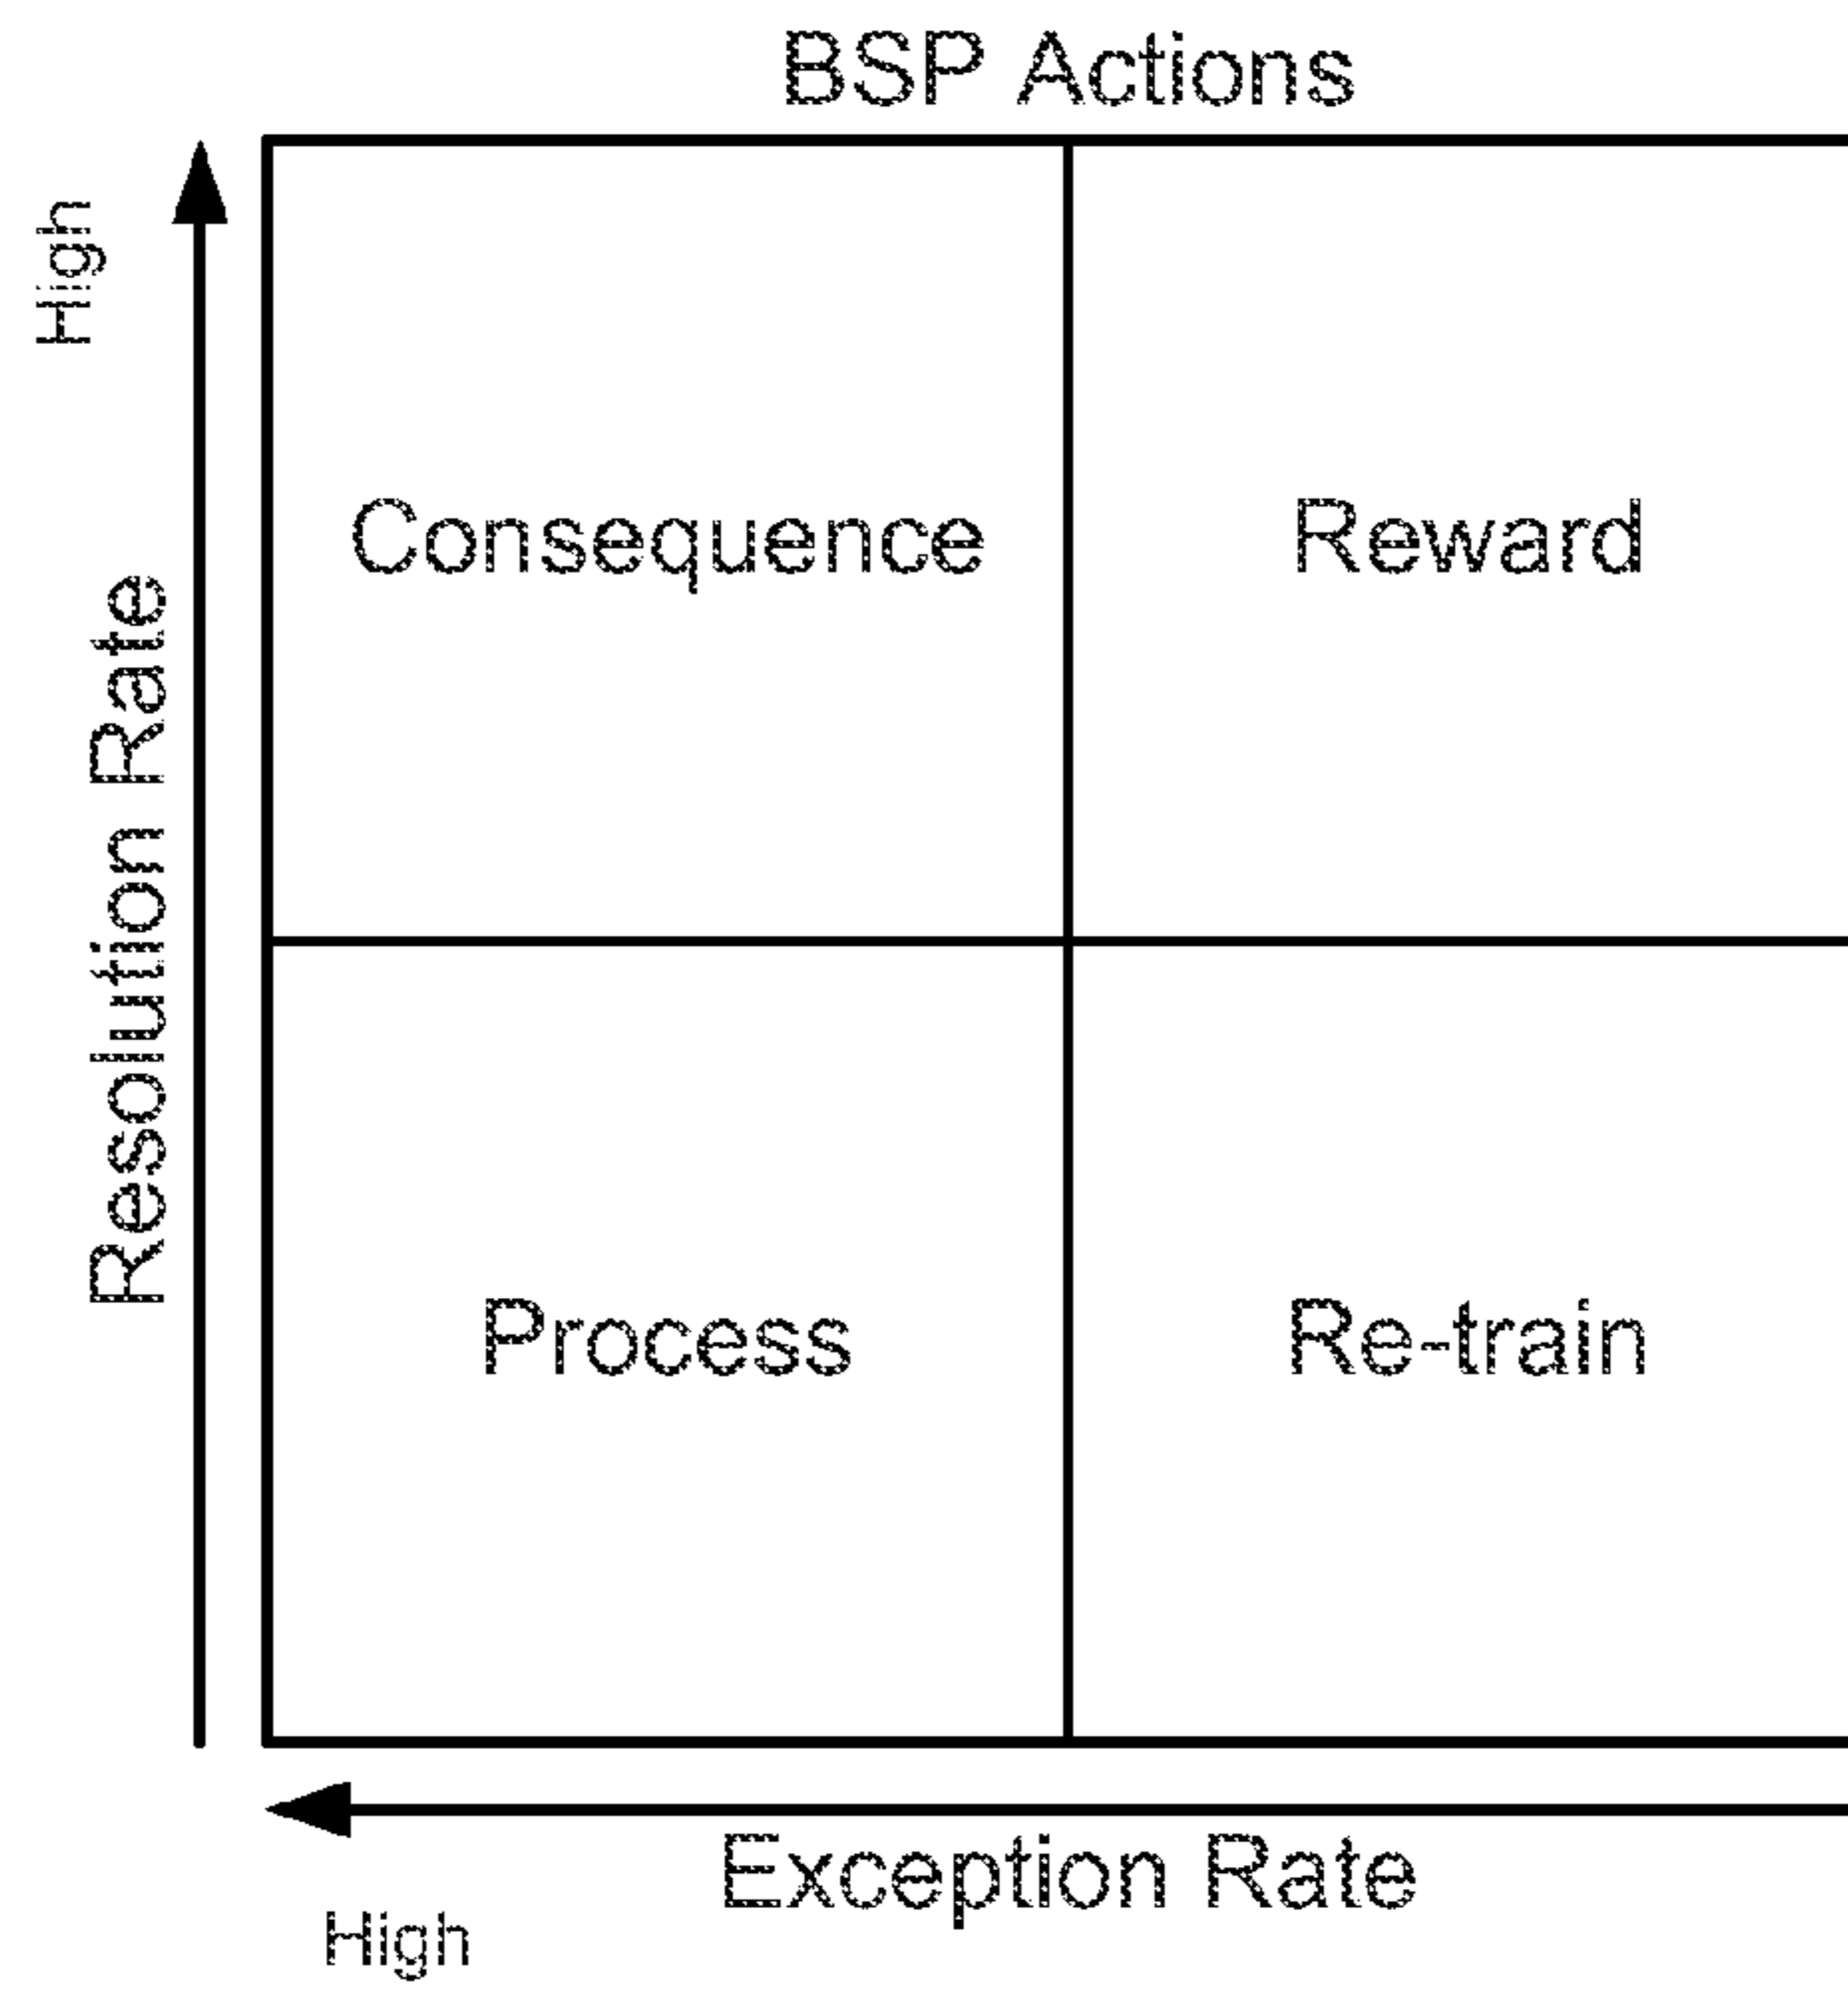 BSP Actions
High
Resolution Rate
Consequence
Reward
Process
Re-train
Exception Rate
High